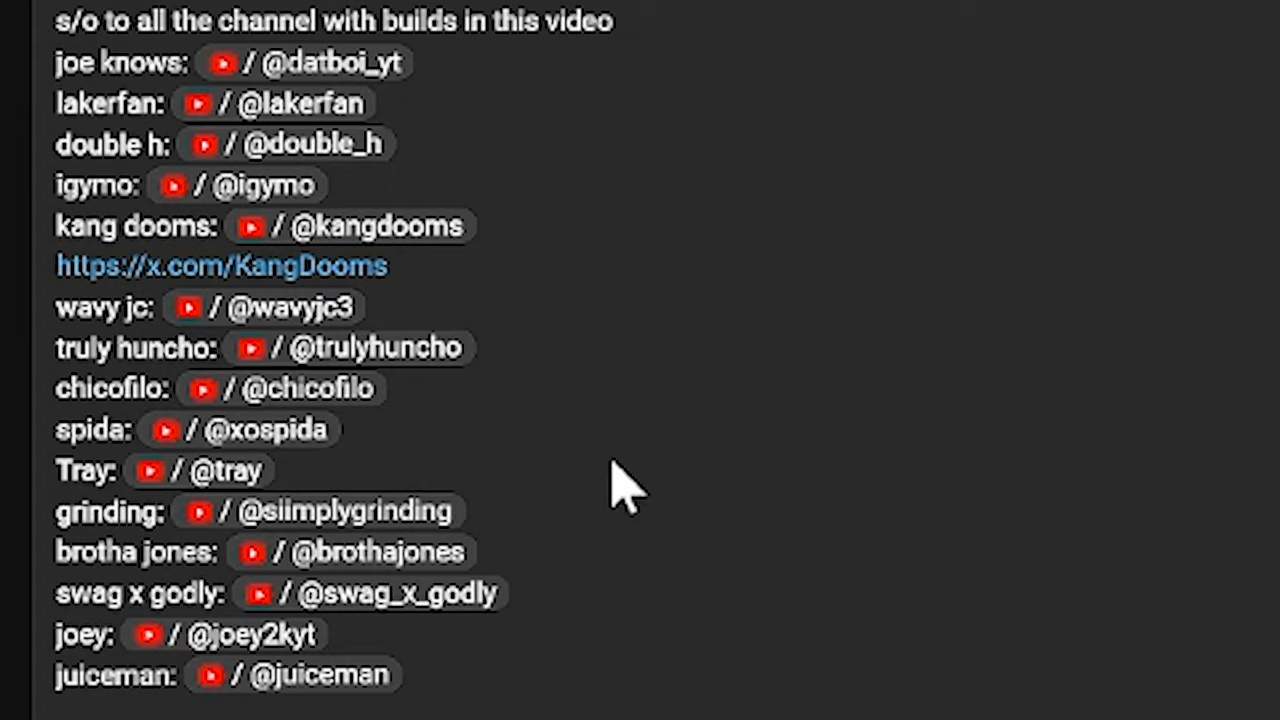 s/o to all the channel with builds in this video
joe knows: / @datboi_yt
lakerfan: / @lakerfan
double h: / @double_h
igymo: / @igymo
kang dooms: / @kangdooms
https://x.com/KangDooms
wavy jc: / @wavyjc3
truly huncho: / @trulyhuncho
chicofilo: / @chicofilo
spida: / @xospida
Tray: / @tray
grinding: / @siimplygrinding
brotha jones: / @brothajones
swag x godly: / @swag_x_godly
joey: / @joey2kyt
juiceman: / @juiceman